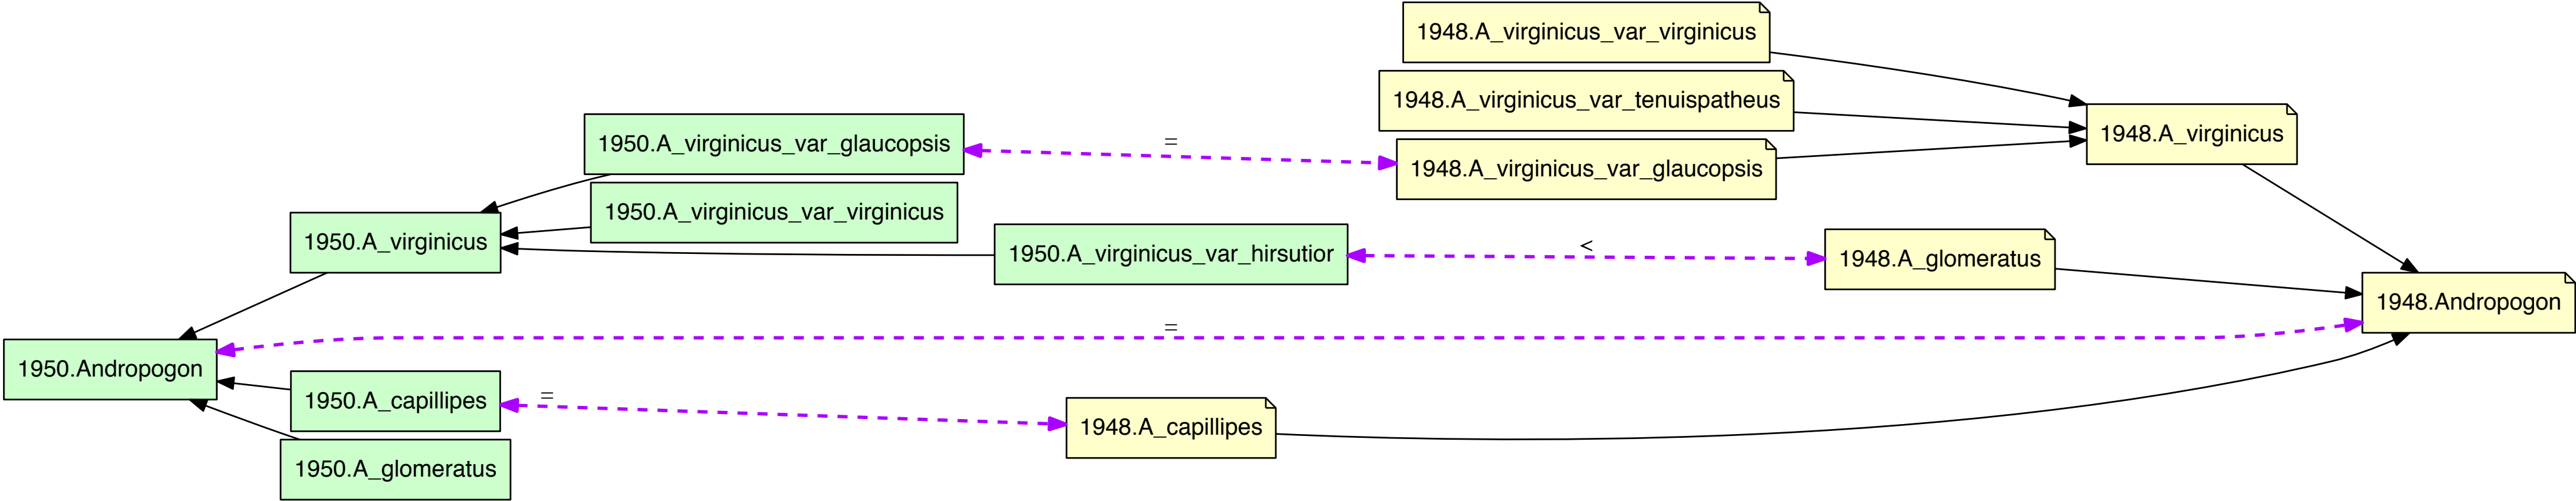 1948.A_virginicus_var_virginicus
1948.A_virginicus_var_tenuispatheus
1950.A_virginicus_var_glaucopsis
=
1948.A_virginicus_var_glaucopsis
1948.A_virginicus
1950.A_virginicus_var_virginicus
1950.A_virginicus
1950.A_virginicus_var_hirsutior
<
1948.A_glomeratus
1948.Andropogon
=
1950.Andropogon
1950.A_capillipes
=
1948.A_capillipes
1950.A_glomeratus